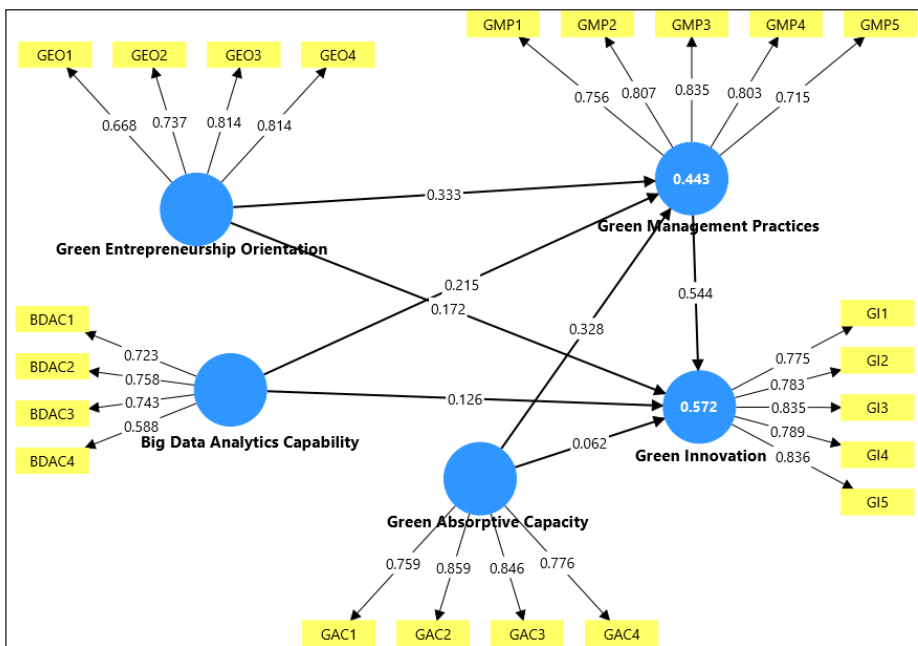 GMP1 GMP2 GMP3 GMP4 GMP5
GEO1 GEO2 GEO3 GEO4
0.756 0.807 0.835 0.803 0.715
0.668 0.737 0.814 0.814
0.443
0.333
Green Management Practices
Green Entrepreneurship Orientation
0.215
0.172
0.544
0.328
BDAC1
BDAC2
BDAC3
BDAC4
0.723
0.758
0.743
0.588
Big Data Analytics Capability
0.126
0.062
0.572
Green Innovation
0.775
0.783
0.835
0.789
0.836
GI1
GI2
GI3
GI4
GI5
Green Absorptive Capacity
0.759 0.859 0.846 0.776
GAC1 GAC2 GAC3 GAC4